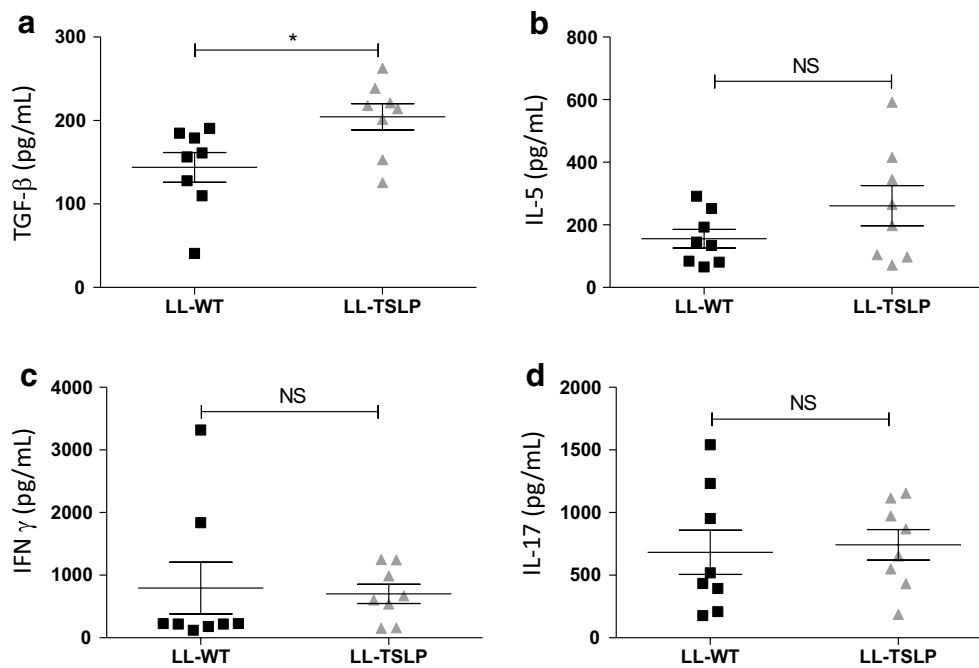 a
TGF-β (pg/mL)
300
200
100
0
*
LL-WT
LL-TSLP
b
IL-5 (pg/mL)
800
600
400
200
0
NS
LL-WT
LL-TSLP
c
IFN γ (pg/mL)
4000
3000
2000
1000
0
NS
LL-WT
LL-TSLP
d
IL-17 (pg/mL)
2000
1500
1000
500
0
NS
LL-WT
LL-TSLP